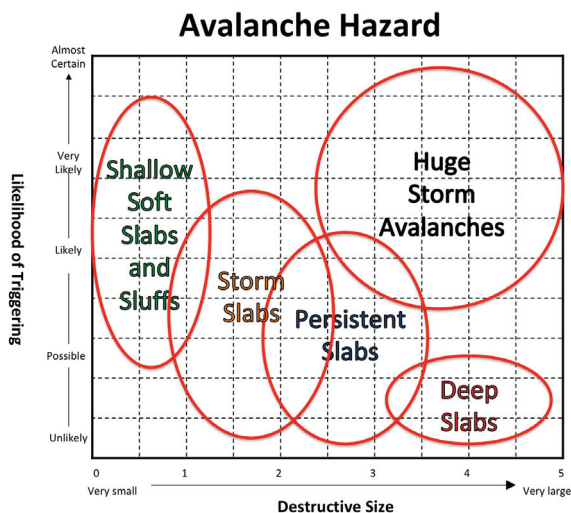 Avalanche Hazard
Almost
Certain
Very
Likely
Likely
Possible
Unlikely
Likelihood of Triggering
Shallow
Soft
Slabs
and
Sluffs
Storm
Slabs
Persistent
Slabs
Huge
Storm
Avalanches
Deep
Slabs
0 1 2 3 4 5
Very small Very large
Destructive Size